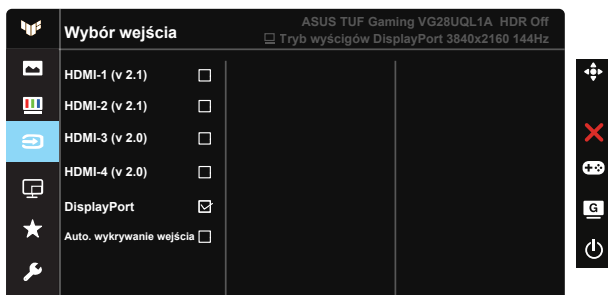 Wybór wejścia
ASUS TUF Gaming VG28UQL1A HDR Off
Tryb wyścigów DisplayPort 3840x2160 144Hz
HDMI-1 (v 2.1)
HDMI-2 (v 2.1)
HDMI-3 (v 2.0)
HDMI-4 (v 2.0)
DisplayPort
Auto. wykrywanie wejścia
G